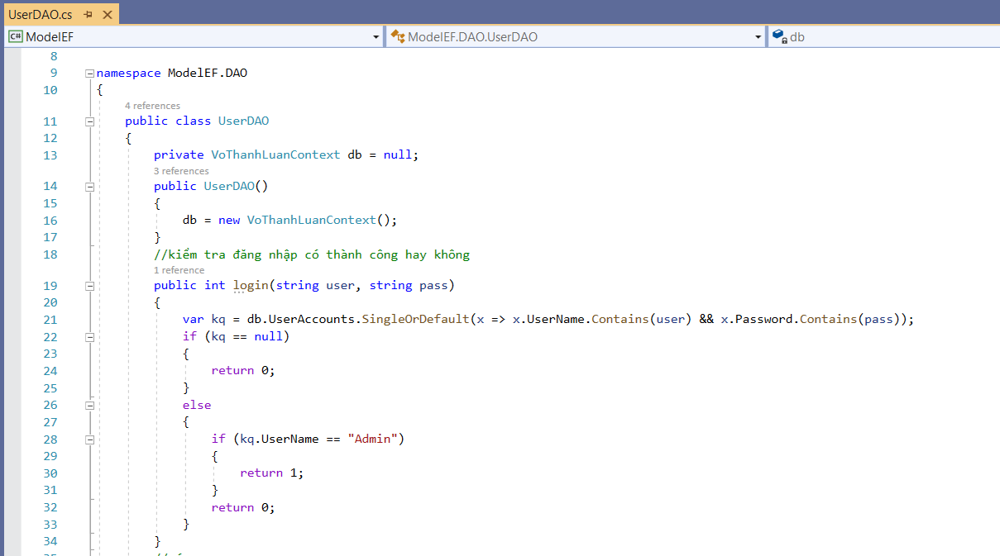 UserDAO.cs
C# ModelEF
ModelEF.DAO.UserDAO
db
8
9 namespace ModelEF.DAO
10 {
4 references
11 public class UserDAO
12 {
13 private VoThanhLuanContext db = null;
3 references
14 public UserDAO()
15 {
16 db = new VoThanhLuanContext();
17 }
18 //kiểm tra đăng nhập có thành công hay không
1 reference
19 public int login(string user, string pass)
20 {
21 var kq = db.UserAccounts.SingleOrDefault(x => x.UserName.Contains(user) && x.Password.Contains(pass));
22 if (kq == null)
23 {
24 return 0;
25 }
26 else
27 {
28 if (kq.UserName == "Admin")
29 {
30 return 1;
31 }
32 return 0;
33 }
34 }